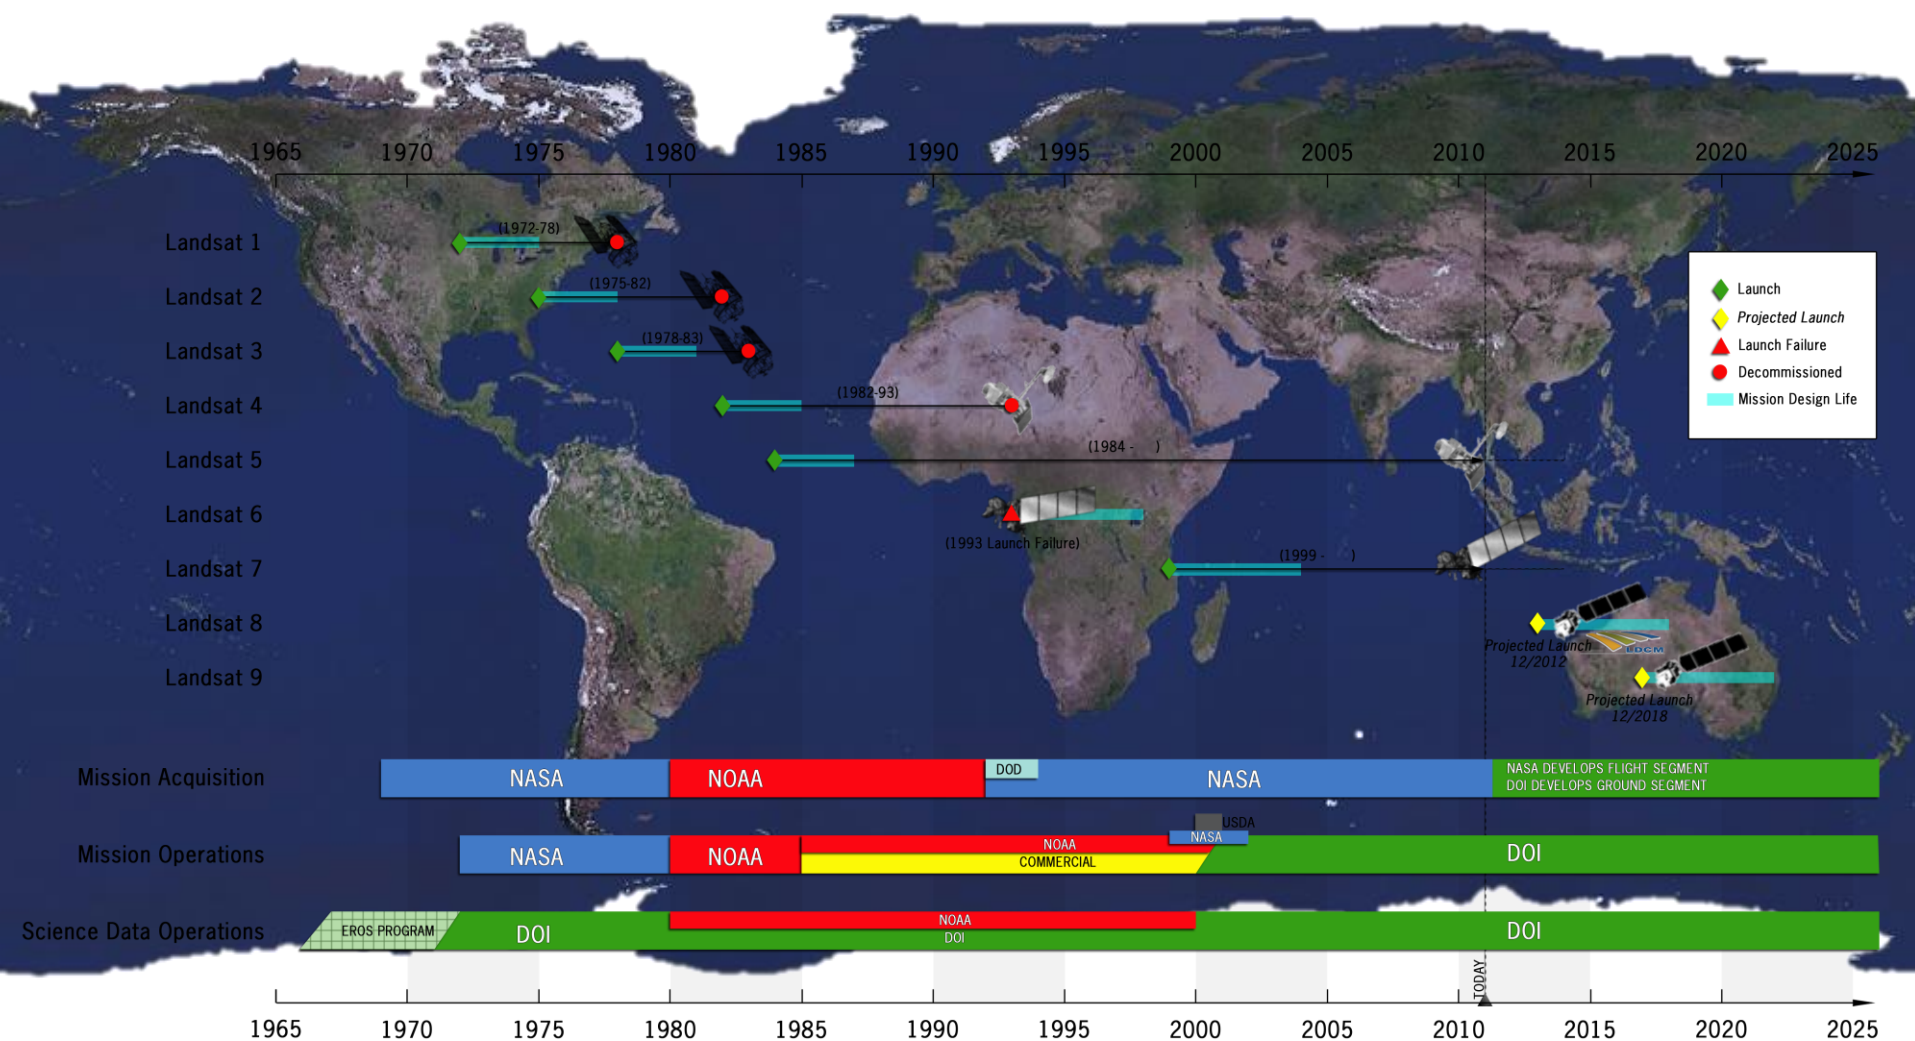 1965 1970 1975 1980 1985 1990 1995 2000 2005 2010 2015 2020 2025
Landsat 1 (1972-78)
Landsat 2 (1975-82)
Landsat 3 (1978-83)
Landsat 4 (1982-93)
Landsat 5 (1984 - )
Landsat 6
(1993 Launch Failure)
Landsat 7 (1999 - )
Landsat 8
Projected Launch
12/2012
LDCM
Landsat 9
Projected Launch
12/2018
Launch
Projected Launch
Launch Failure
Decommissioned
Mission Design Life
Mission Acquisition
NASA
NOAA
DOD
NASA
NASA DEVELOPS FLIGHT SEGMENT
DOI DEVELOPS GROUND SEGMENT
Mission Operations
NASA
NOAA
NOAA
COMMERCIAL
NASA
USDA
DOI
Science Data Operations
EROS PROGRAM
DOI
NOAA
DOI
DOI
TODAY
1965 1970 1975 1980 1985 1990 1995 2000 2005 2010 2015 2020 2025